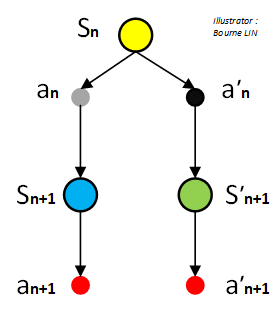 Illustrator :
Bourne LIN
Sn
an
a’n
Sn+1
S’n+1
an+1
a’n+1